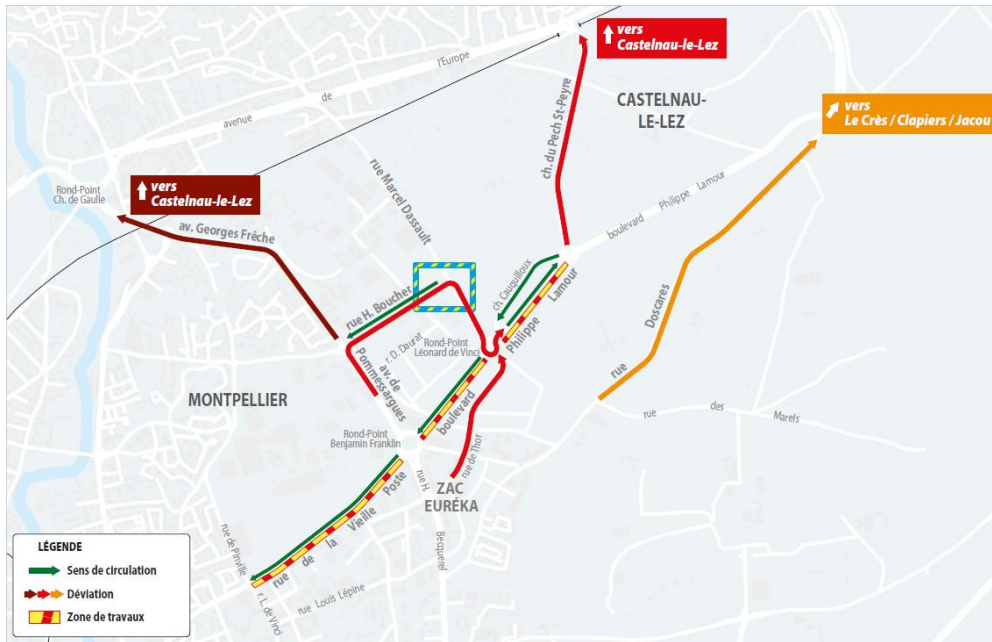 vers
Castelnau-le-Lez
CASTELNAU-
LE-LEZ
vers
Le Crès / Clapiers / Jacou
avenue de l'Europe
ch. du Pech St-Peyre
rue Marcel Dassault
Rond-Point
Ch. de Gaulle
vers
Castelnau-le-Lez
av. Georges Frêche
boulevard Philippe Lamour
ch. Cauquilloux
rue H. Boucher
r. D. Daurat
Rond-Point
Léonard de Vinci
boulevard Philippe Lamour
rue Doscares
av. de
Pommessargues
MONTPELLIER
rue des Marels
Rond-Point
Benjamin Franklin
rue de Thor
rue H. Becquerel
ZAC
EURÉKA
rue de la Vieille Poste
rue de Pinville
r. L. de Vinci
rue Louis Lépine
LÉGENDE
Sens de circulation
Déviation
Zone de travaux